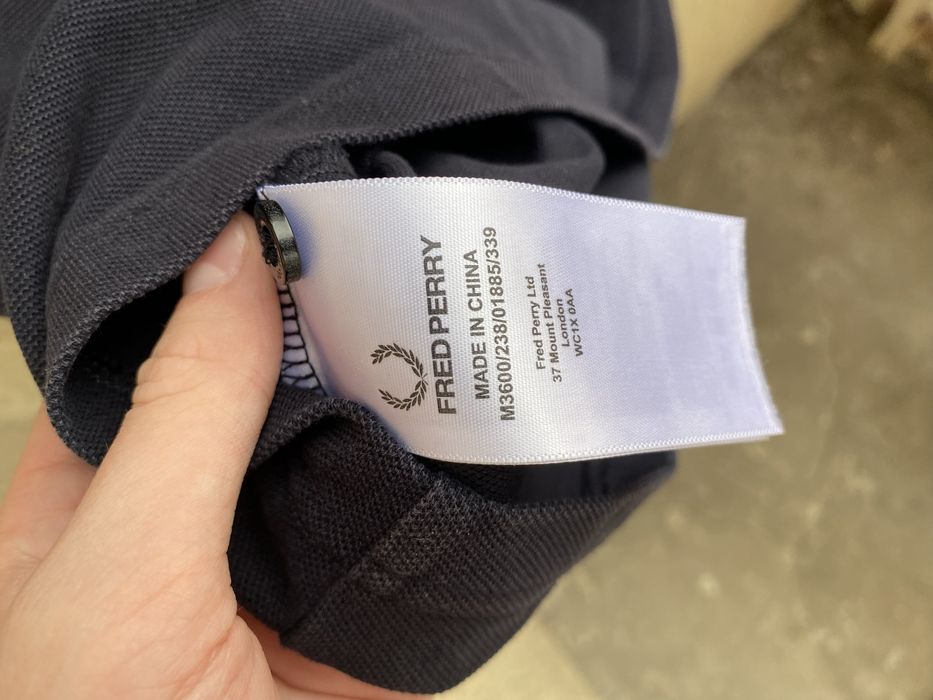 FRED PERRY
MADE IN CHINA
M3600/238/01885/339
Fred Perry Ltd
37 Mount Pleasant
London
WC1X 0AA